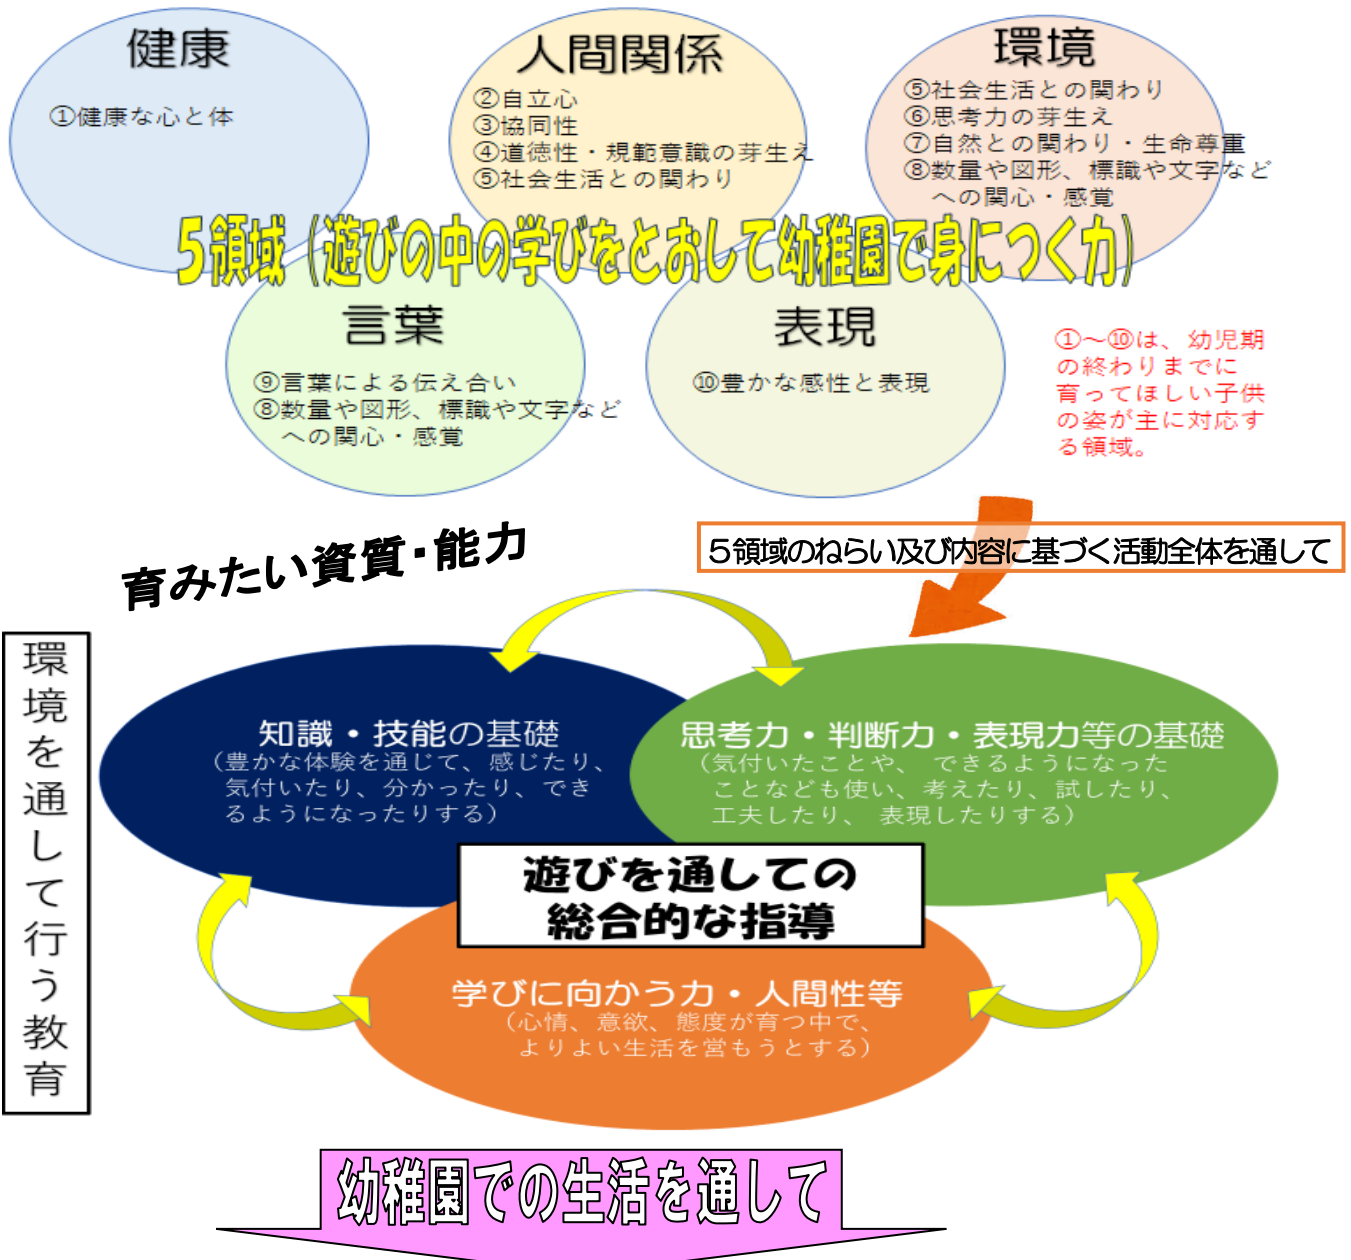 健康
①健康な心と体
人間関係
②自立心
③協同性
④道徳性・規範意識の芽生え
⑤社会生活との関わり
環境
⑤社会生活との関わり
⑥思考力の芽生え
⑦自然との関わり・生命尊重
⑧数量や図形、標識や文字など
への関心・感覚
5領域（遊びの中の学びをとおして幼稚園で身につく力）
言葉
⑨言葉による伝え合い
⑧数量や図形、標識や文字など
への関心・感覚
表現
⑩豊かな感性と表現
①～⑩は、幼児期
の終わりまでに
育ってほしい子供
の姿が主に対応す
る領域。
育みたい資質・能力
５領域のねらい及び内容に基づく活動全体を通して
環境を通して行う教育
知識・技能の基礎
（豊かな体験を通じて、感じたり、
気付いたり、分かったり、でき
るようになったりする）
思考力・判断力・表現力等の基礎
（気付いたことや、できるようになった
ことなども使い、考えたり、試したり、
工夫したり、表現したりする）
遊びを通しての
総合的な指導
学びに向かう力・人間性等
（心情、意欲、態度が育つ中で、
よりよい生活を営もうとする）
幼稚園での生活を通して